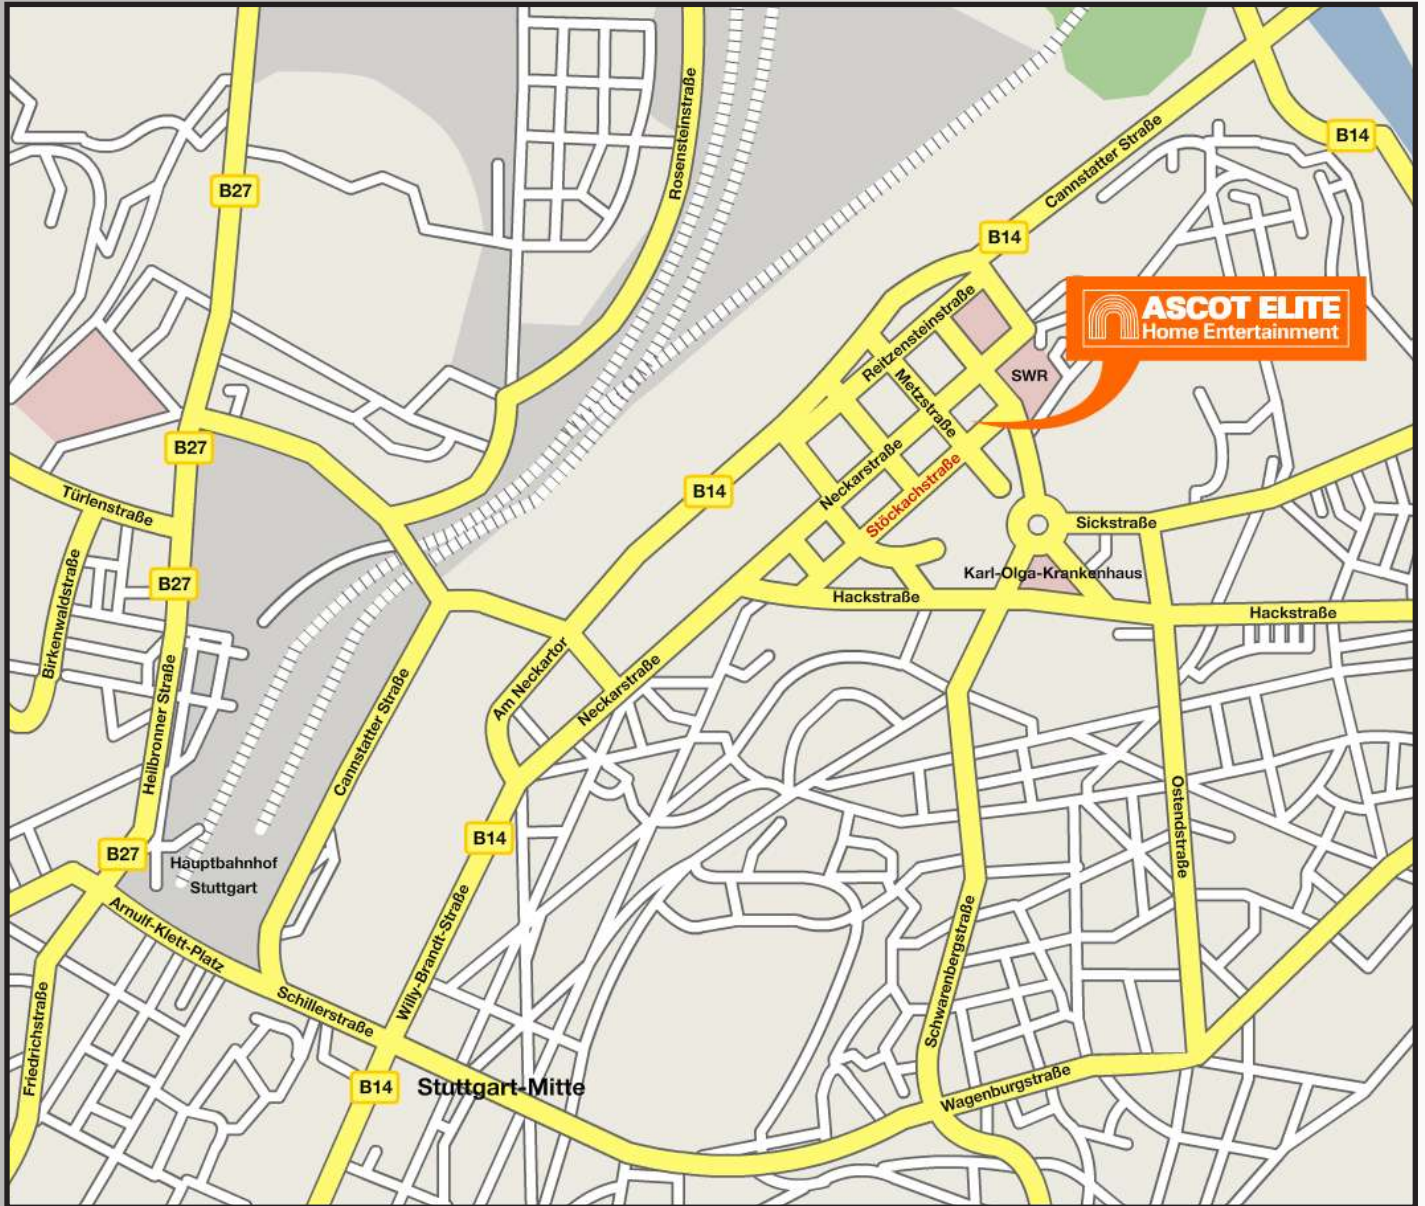 B14
Rosensteinstraße
Cannstatter Straße
B27
B14
ASCOT ELITE
Home Entertainment
Reitzensteinstraße
SWR
Metzstraße
B27
Neckarstraße
B14
Stöckachstraße
Türlenstraße
Sickstraße
Karl-Olga-Krankenhaus
B27
Hackstraße
Hackstraße
Birkenwaldstraße
Am Neckartor
Neckarstraße
Heilbronner Straße
Cannstatter Straße
Ostendstraße
B14
B27
Hauptbahnhof
Stuttgart
Arnulf-Klett-Platz
Willy-Brandt-Straße
Schwarenbergstraße
Schillerstraße
Friedrichstraße
B14
Stuttgart-Mitte
Wagenburgstraße